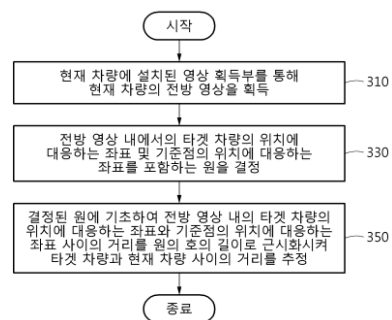 시작
현재 차량에 설치된 영상 획득부를 통해
현재 차량의 전방 영상을 획득
310
전방 영상 내에서의 타겟 차량의 위치에
대응하는 좌표 및 기준점의 위치에 대응하는
좌표를 포함하는 원을 결정
330
결정된 원에 기초하여 전방 영상 내의 타겟 차량의
위치에 대응하는 좌표와 기준점의 위치에 대응하는
좌표 사이의 거리를 원의 호의 길이로 근시화시켜
타겟 차량과 현재 차량 사이의 거리를 추정
350
종료